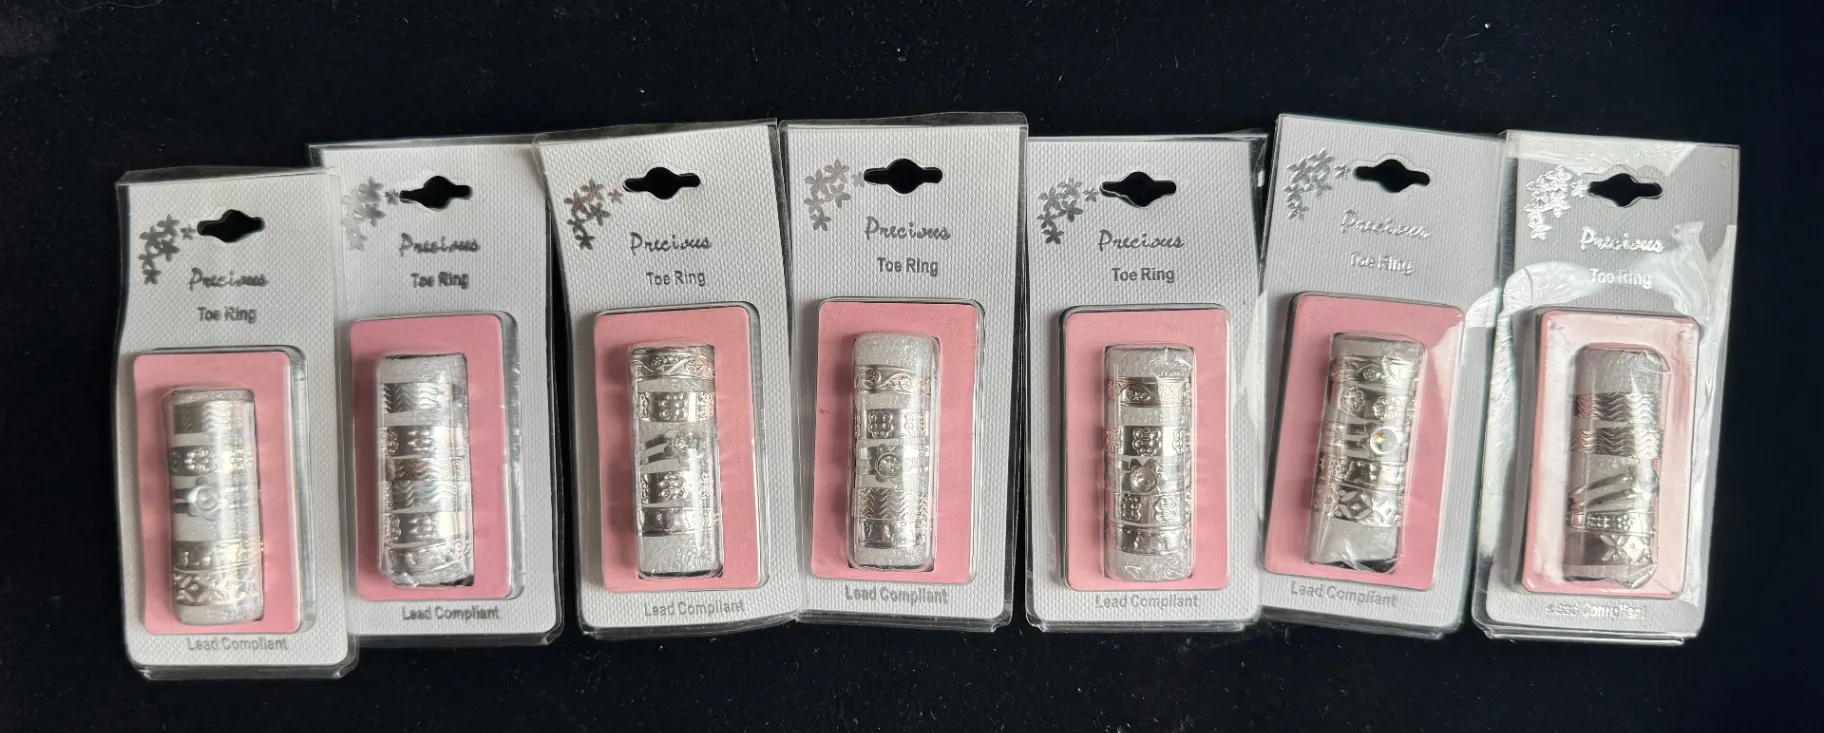 Precious
Toe Ring
Lead Compliant
Precious
Toe Ring
Lead Compliant
Precious
Toe Ring
Lead Compliant
Precious
Toe Ring
Lead Compliant
Precious
Toe Ring
Lead Compliant
Precious
Toe Ring
Lead Compliant
Precious
Toe Ring
Lead Compliant